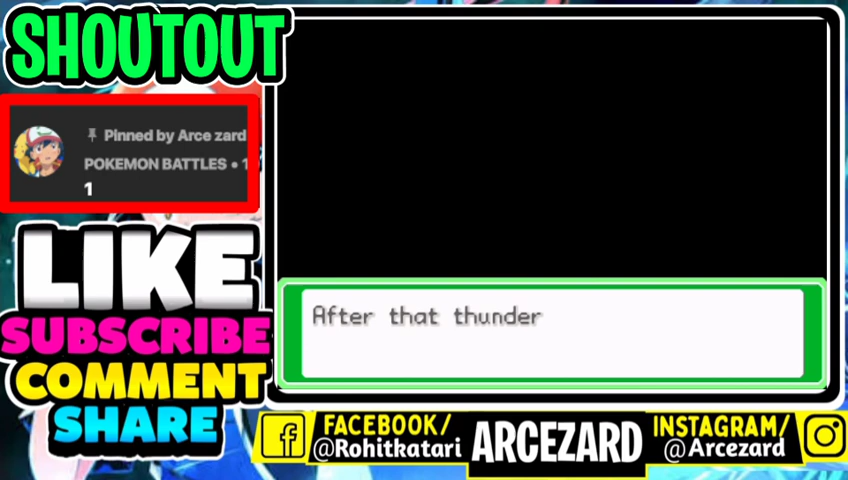 SHOUTOUT
Pinned by Arce zard
POKEMON BATTLES • 1
1
LIKE
SUBSCRIBE
COMMENT
SHARE
After that thunder
FACEBOOK/
@Rohitkatari
ARCEZARD
INSTAGRAM/
@Arcezard